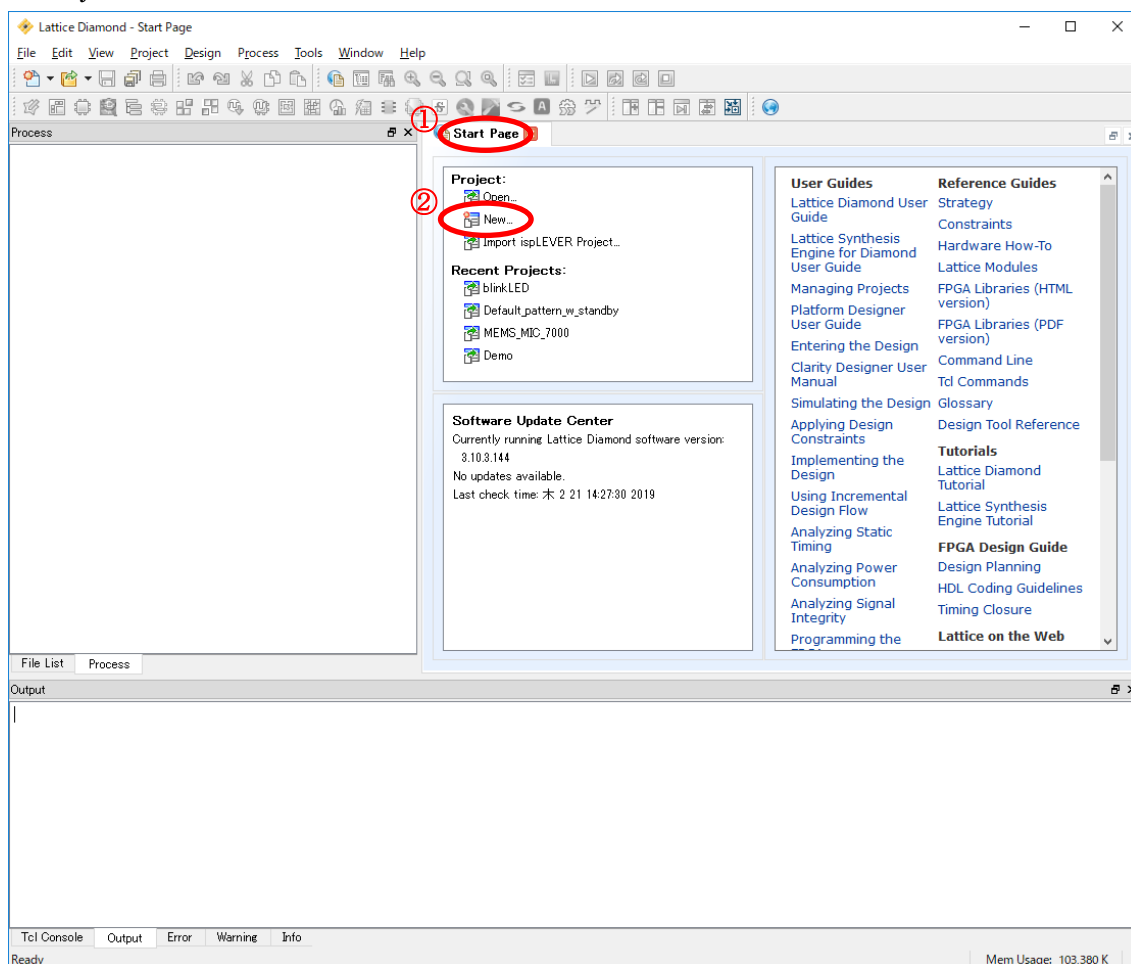 Lattice Diamond - Start Page
File Edit View Project Design Process Tools Window Help
Process
①
Start Page
Project:
Open...
②
New...
Import ispLEVER Project...
Recent Projects:
blinkLED
Default_pattern_w_standby
MEMS_MIC_7000
Demo
Software Update Center
Currently running Lattice Diamond software version:
3.10.3.144
No updates available.
Last check time: 木 2 21 14:27:30 2019
User Guides
Lattice Diamond User
Guide
Lattice Synthesis
Engine for Diamond
User Guide
Managing Projects
Platform Designer
User Guide
Entering the Design
Clarity Designer User
Manual
Simulating the Design
Applying Design
Constraints
Implementing the
Design
Using Incremental
Design Flow
Analyzing Static
Timing
Analyzing Power
Consumption
Analyzing Signal
Integrity
Programming the
Reference Guides
Strategy
Constraints
Hardware How-To
Lattice Modules
FPGA Libraries (HTML
version)
FPGA Libraries (PDF
version)
Command Line
Tcl Commands
Glossary
Design Tool Reference
Tutorials
Lattice Diamond
Tutorial
Lattice Synthesis
Engine Tutorial
FPGA Design Guide
Design Planning
HDL Coding Guidelines
Timing Closure
Lattice on the Web
File List Process
Output
Tcl Console Output Error Warning Info
Ready
Mem Usage: 103,380 K